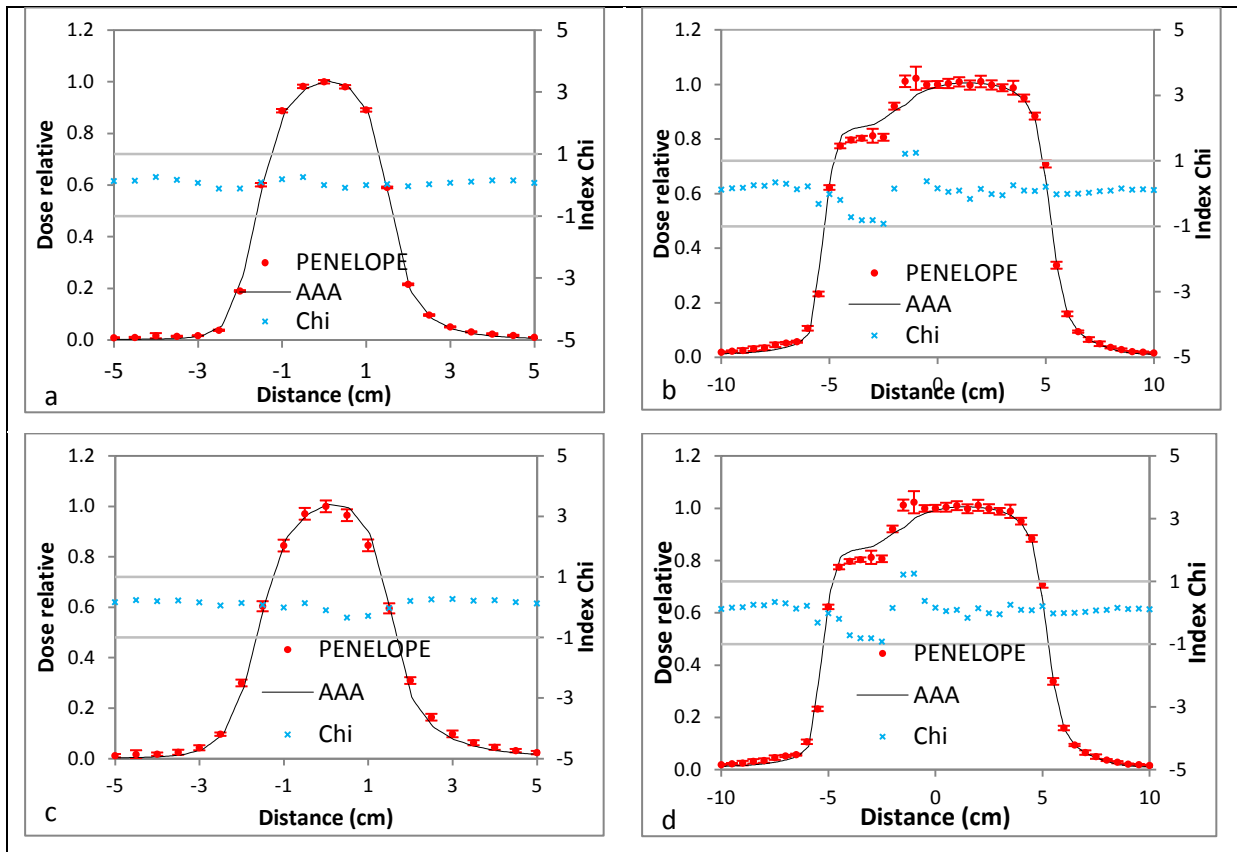 1.2
1.0
0.8
0.6
0.4
0.2
0.0
Dose relative
-5 -3 -1 1 3 5
Distance (cm)
5
3
1
-1
-3
-5
Index Chi
PENELOPE
AAA
Chi
a
1.2
1.0
0.8
0.6
0.4
0.2
0.0
Dose relative
-10 -5 0 5 10
Distance (cm)
5
3
1
-1
-3
-5
Index Chi
PENELOPE
AAA
Chi
b
1.2
1.0
0.8
0.6
0.4
0.2
0.0
Dose relative
-5 -3 -1 1 3 5
Distance (cm)
5
3
1
-1
-3
-5
Index Chi
PENELOPE
AAA
Chi
c
1.2
1.0
0.8
0.6
0.4
0.2
0.0
Dose relative
-10 -5 0 5 10
Distance (cm)
5
3
1
-1
-3
-5
Index Chi
PENELOPE
AAA
Chi
d